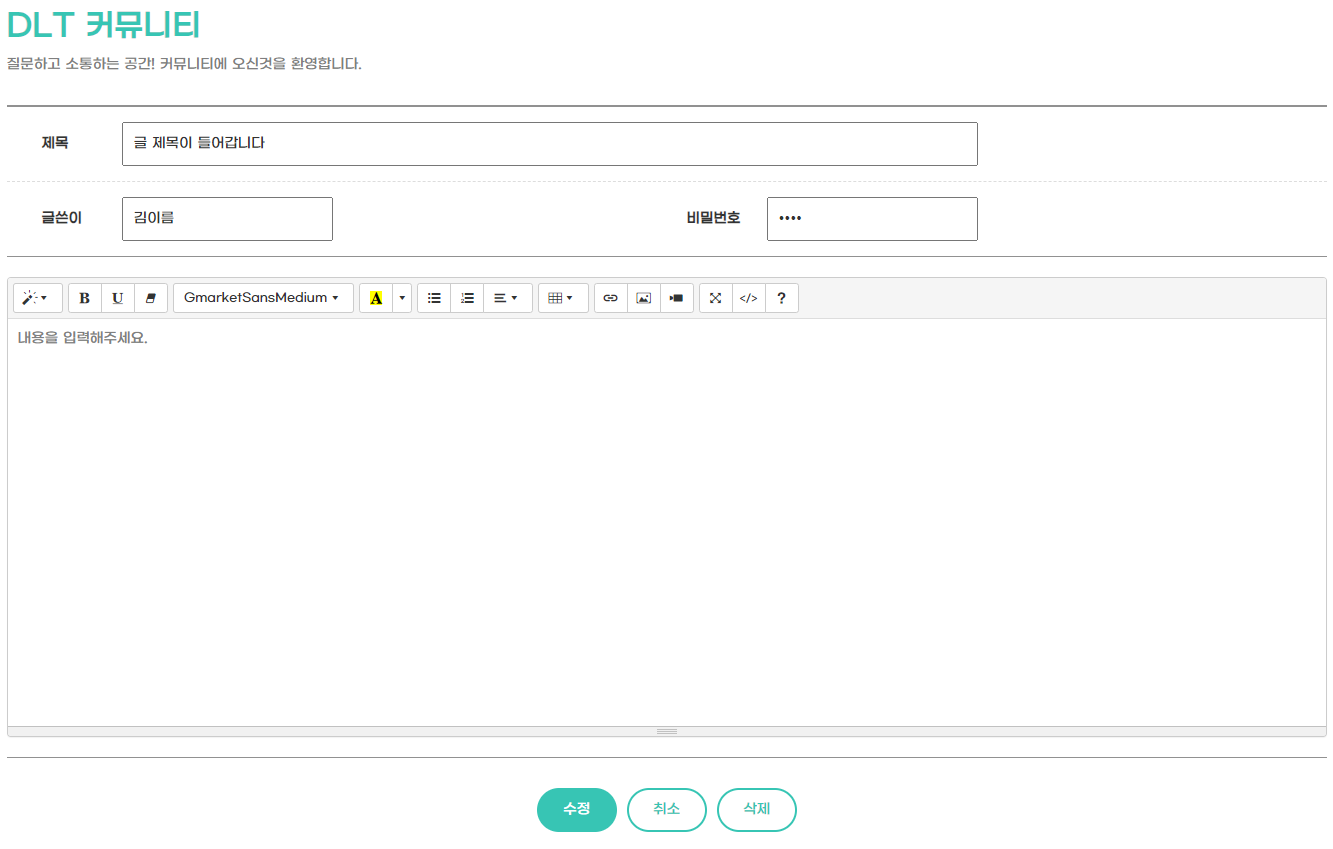 DLT 커뮤니티
질문하고 소통하는 공간! 커뮤니티에 오신것을 환영합니다.
제목 글 제목이 들어갑니다
글쓴이 김이름 비밀번호 ••••
B U GmarketSansMedium A </> ?
내용을 입력해주세요.
수정 취소 삭제